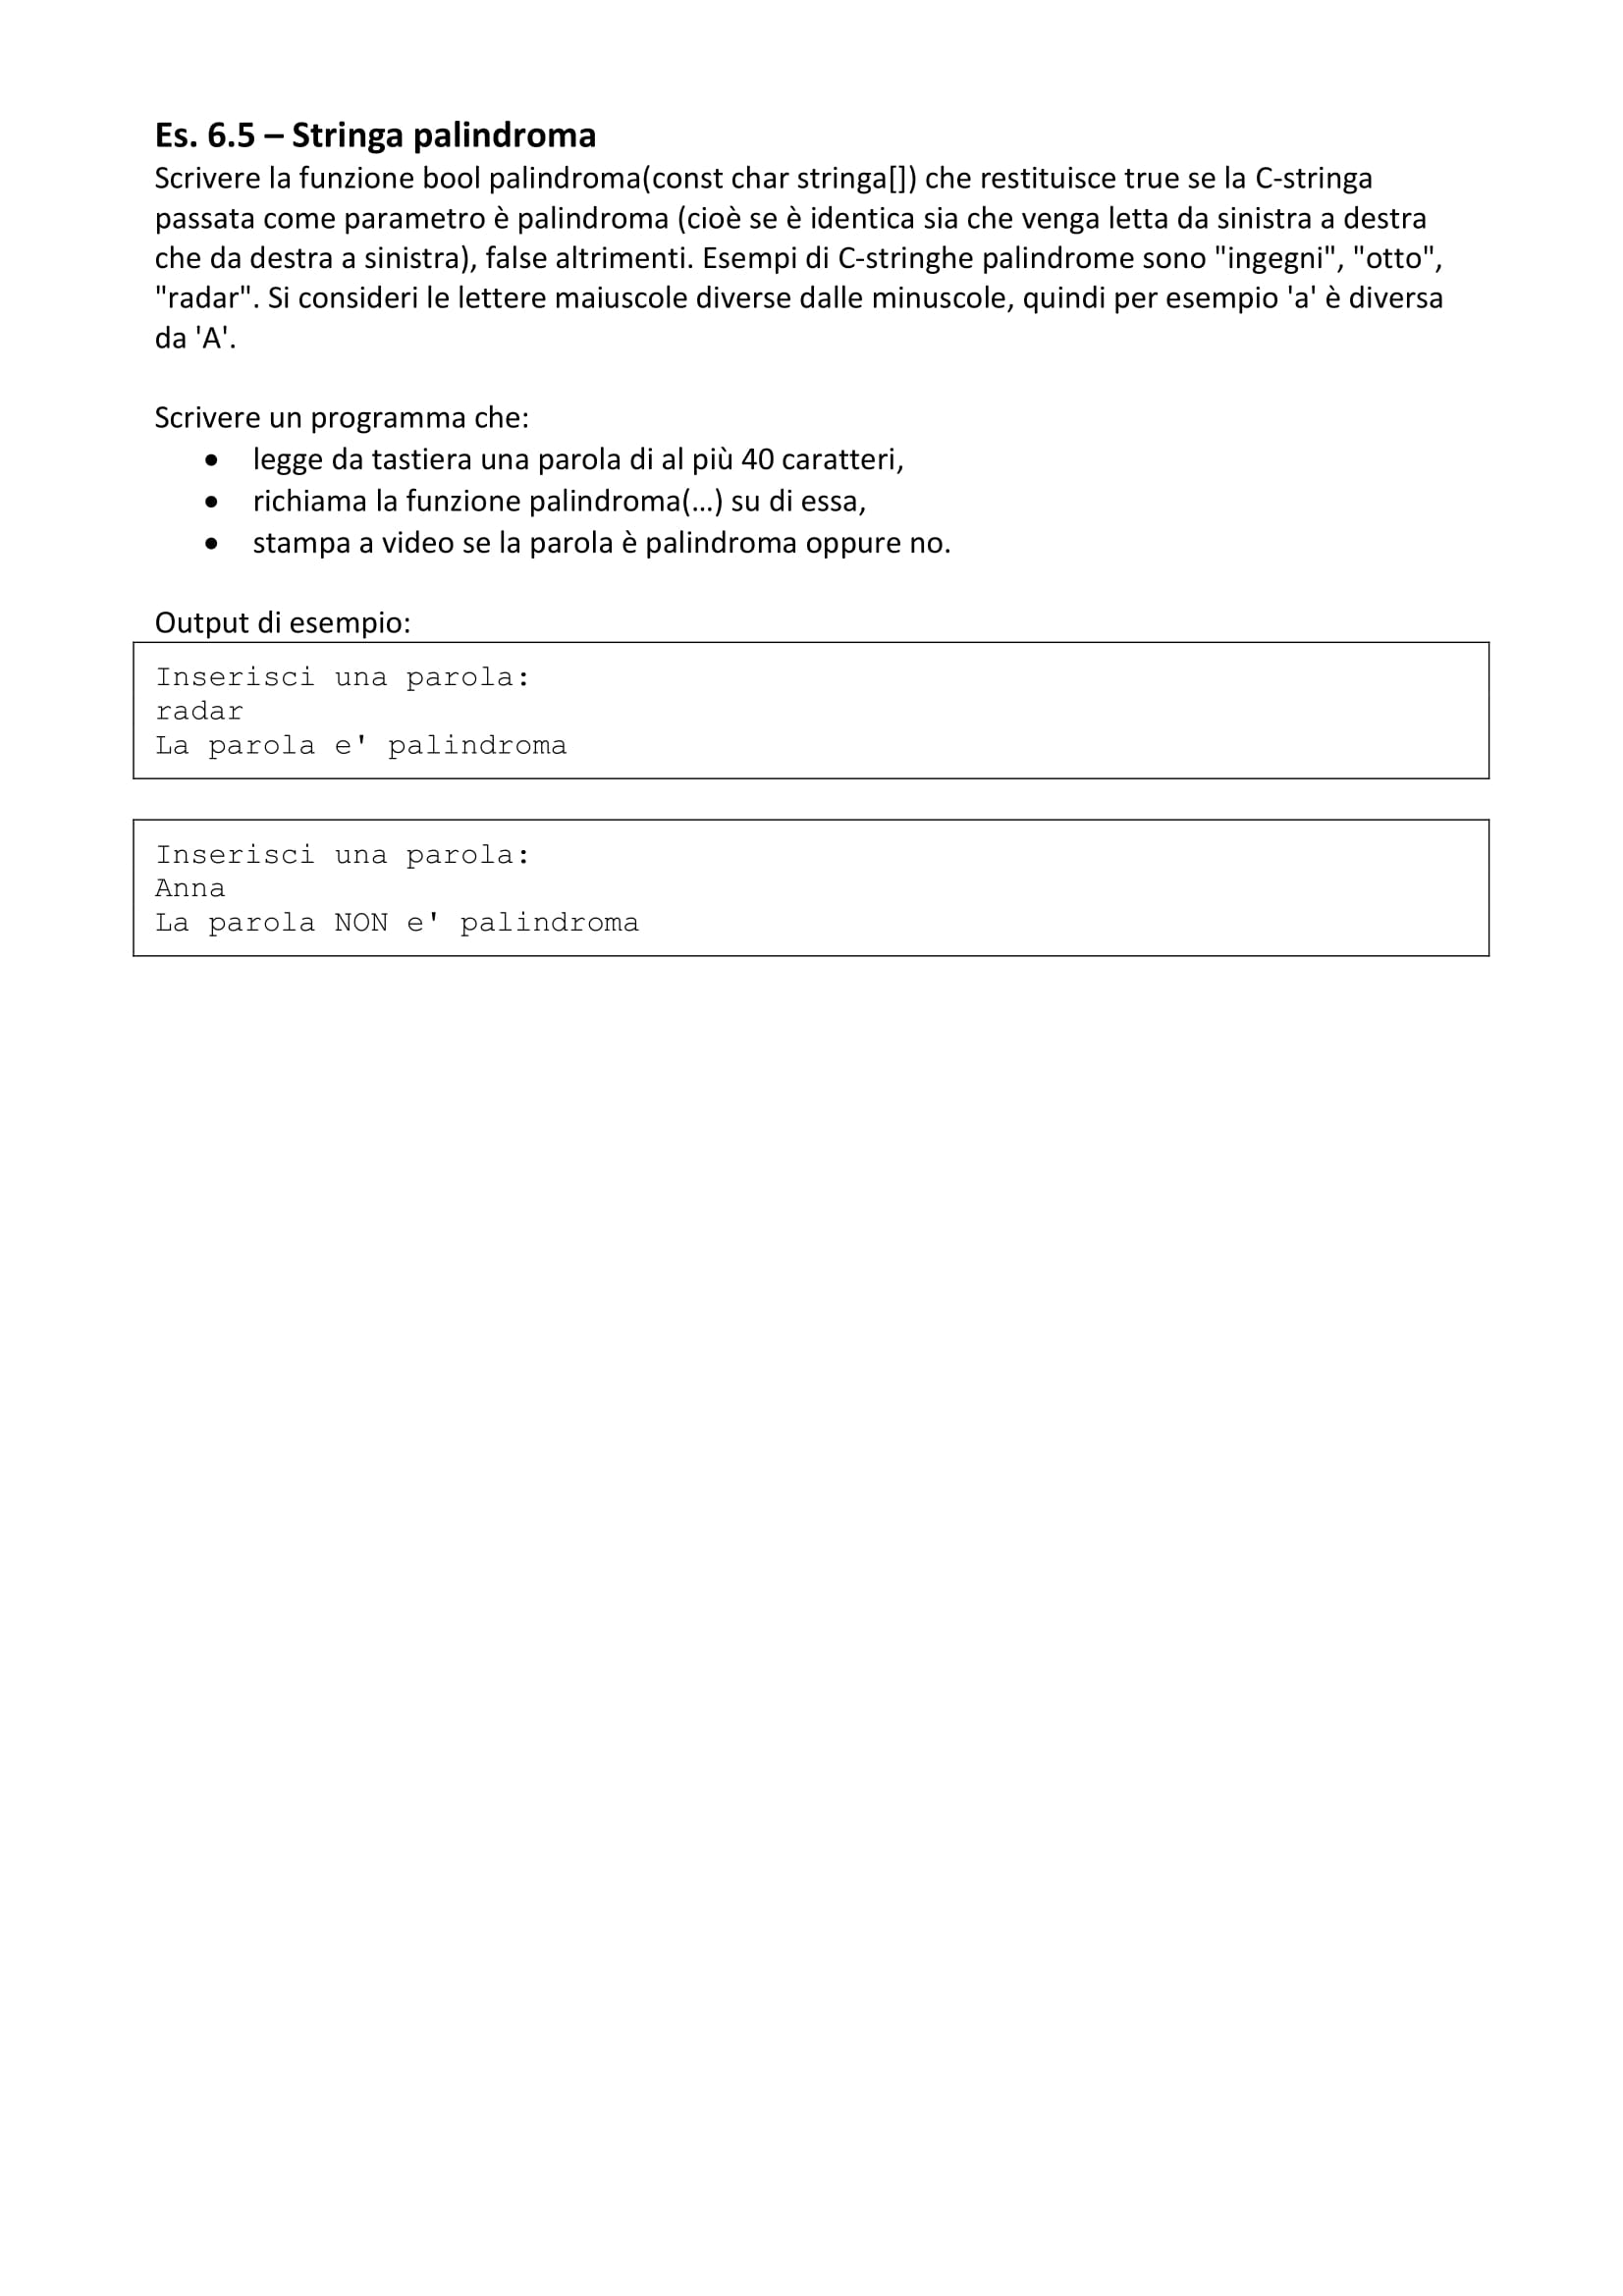 Es. 6.5 – Stringa palindroma
Scrivere la funzione bool palindroma(const char stringa[]) che restituisce true se la C-stringa
passata come parametro è palindroma (cioè se è identica sia che venga letta da sinistra a destra
che da destra a sinistra), false altrimenti. Esempi di C-stringhe palindrome sono "ingegni", "otto",
"radar". Si consideri le lettere maiuscole diverse dalle minuscole, quindi per esempio 'a' è diversa
da 'A'.
Scrivere un programma che:
• legge da tastiera una parola di al più 40 caratteri,
• richiama la funzione palindroma(…) su di essa,
• stampa a video se la parola è palindroma oppure no.
Output di esempio:
Inserisci una parola:
radar
La parola e' palindroma
Inserisci una parola:
Anna
La parola NON e' palindroma